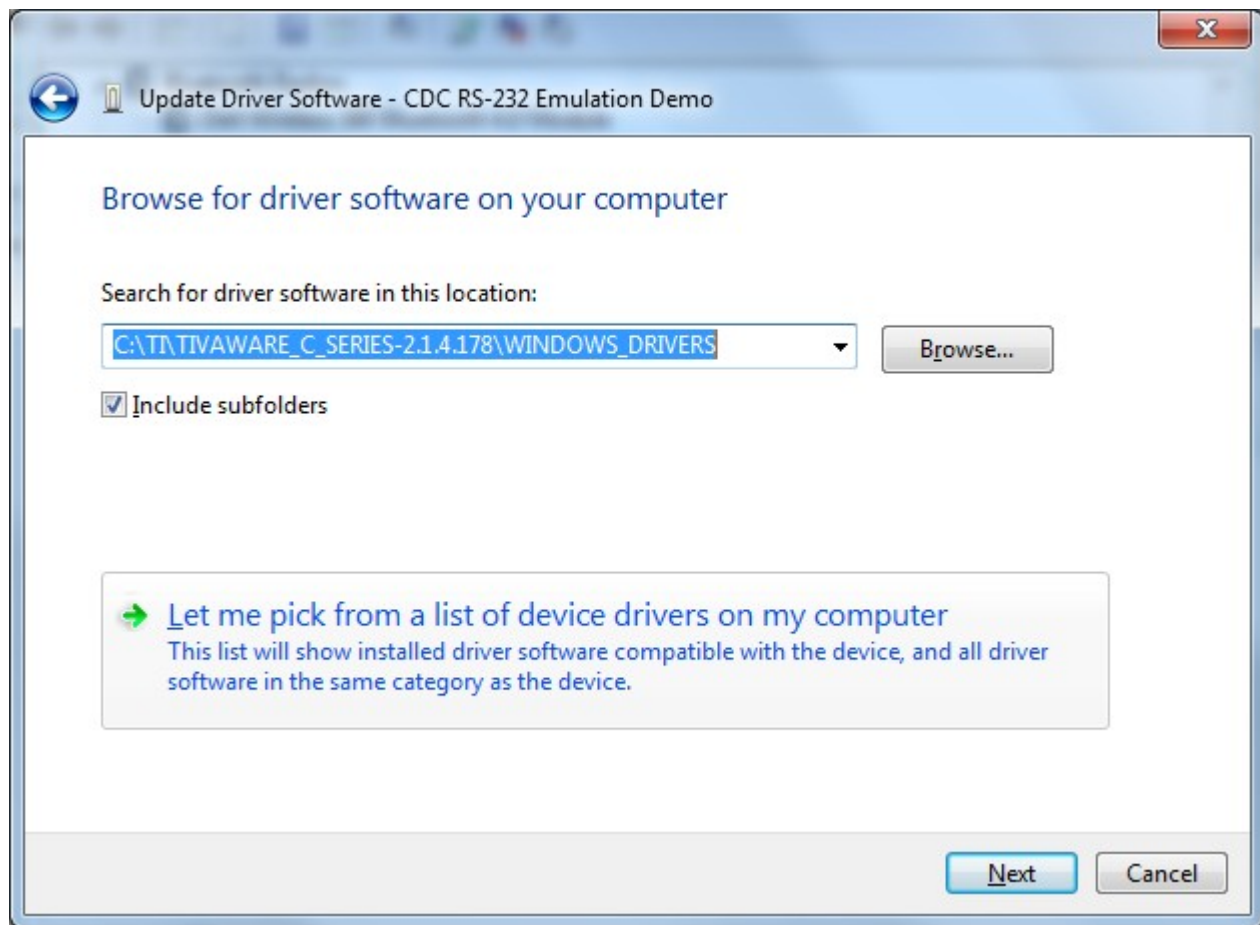 Update Driver Software - CDC RS-232 Emulation Demo
Browse for driver software on your computer
Search for driver software in this location:
C:\TI\TIVAWARE_C_SERIES-2.1.4.178\WINDOWS_DRIVERS
Browse...
Include subfolders
Let me pick from a list of device drivers on my computer
This list will show installed driver software compatible with the device, and all driver
software in the same category as the device.
Next
Cancel